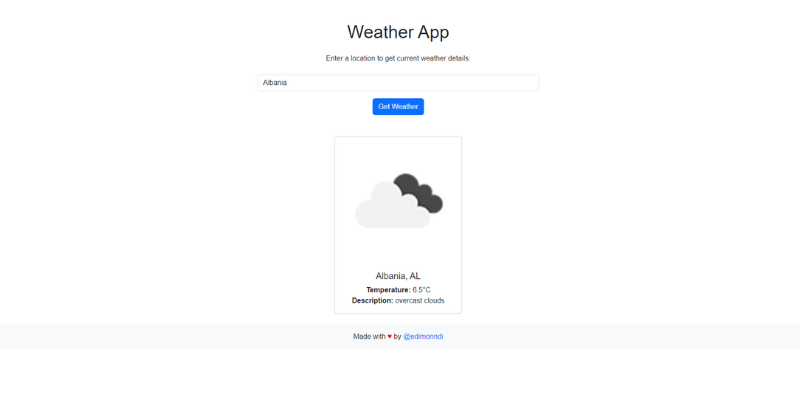 Weather App
Enter a location to get current weather details
Albania
Get Weather
Albania, AL
Temperature: 6.5°C
Description: overcast clouds
Made with ♥ by @edimonndi